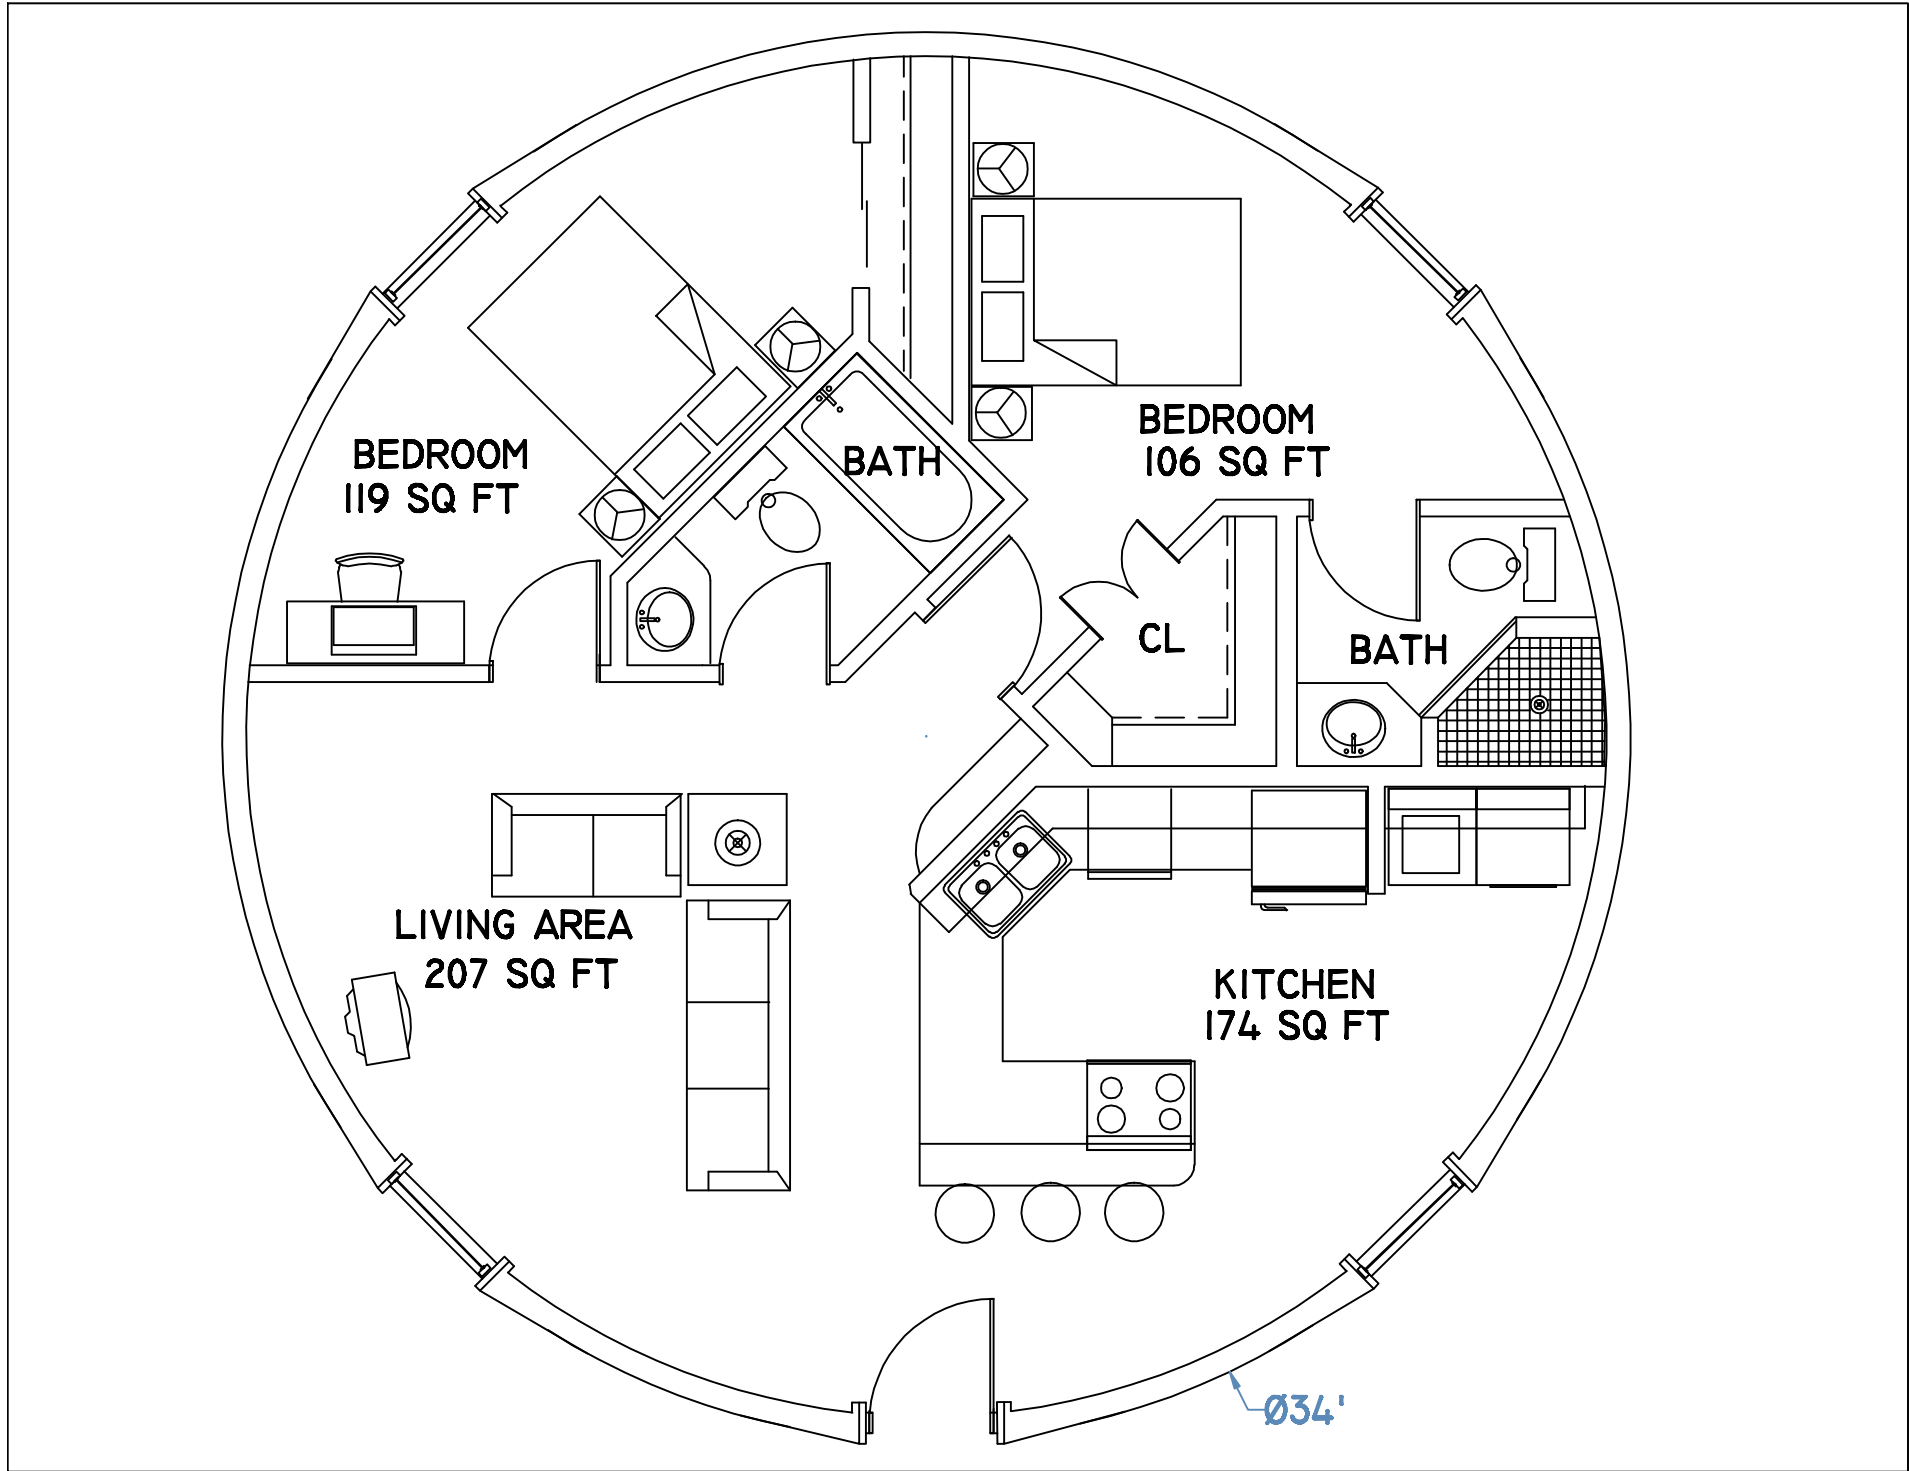 BEDROOM
119 SQ FT
BATH
BEDROOM
106 SQ FT
CL
BATH
LIVING AREA
207 SQ FT
KITCHEN
174 SQ FT
Ø34'